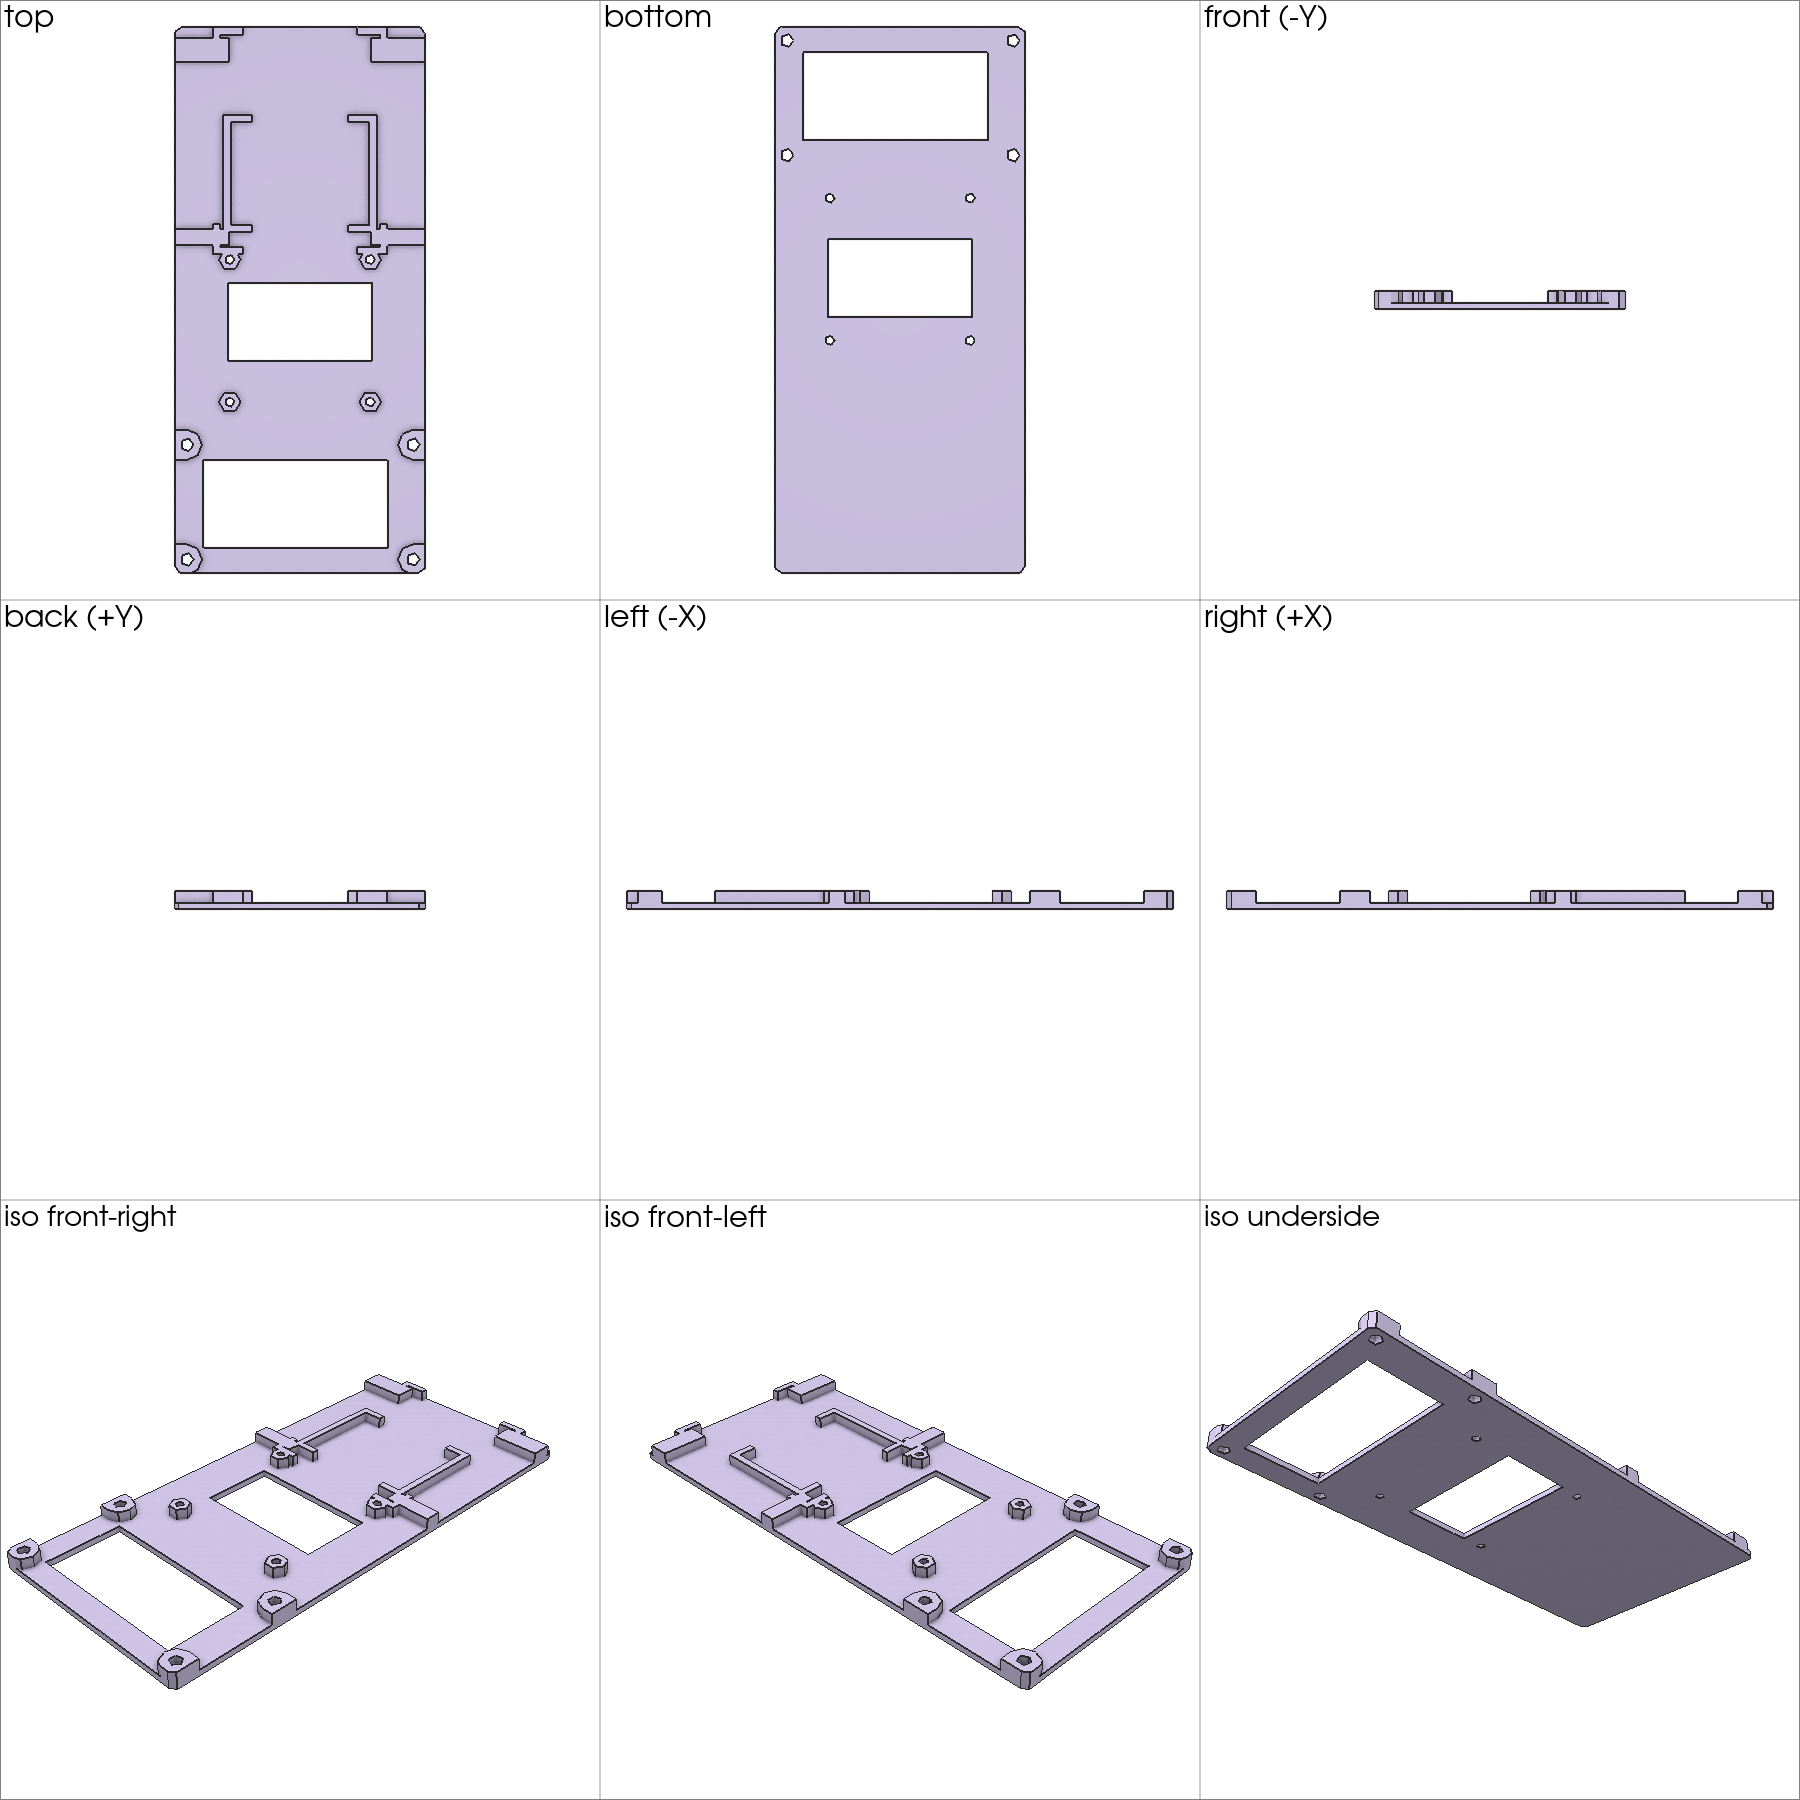 top
bottom
front (-Y)
back (+Y)
left (-X)
right (+X)
iso front-right
iso front-left
iso underside